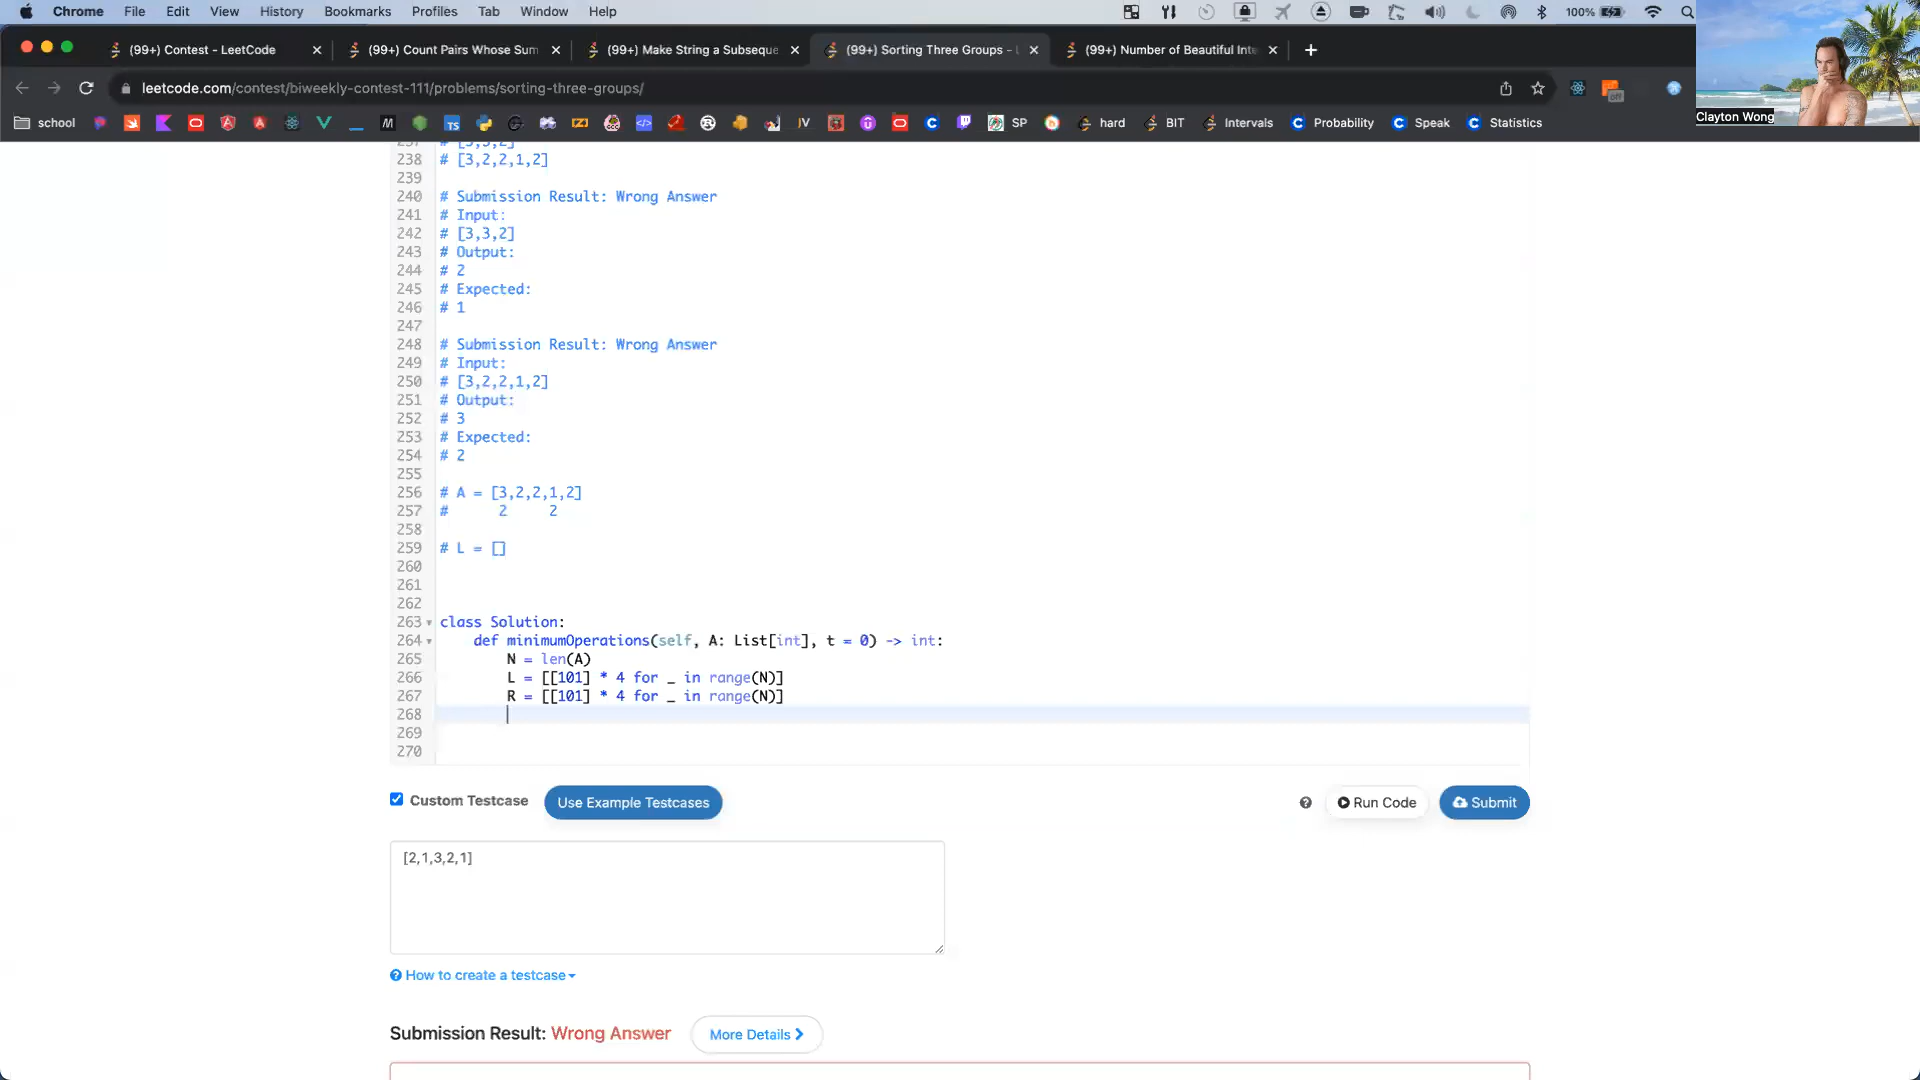 Chrome File Edit View History Bookmarks Profiles Tab Window Help 100%
(99+) Contest - LeetCode (99+) Count Pairs Whose Sum (99+) Make String a Subseque (99+) Sorting Three Groups - L (99+) Number of Beautiful Inte
leetcode.com/contest/biweekly-contest-111/problems/sorting-three-groups/
off
Clayton Wong
school M TS JV SP hard BIT Intervals Probability Speak Statistics
237 # [3,3,2]
238 # [3,2,2,1,2]
239
240 # Submission Result: Wrong Answer
241 # Input:
242 # [3,3,2]
243 # Output:
244 # 2
245 # Expected:
246 # 1
247
248 # Submission Result: Wrong Answer
249 # Input:
250 # [3,2,2,1,2]
251 # Output:
252 # 3
253 # Expected:
254 # 2
255
256 # A = [3,2,2,1,2]
257 #      2     2
258
259 # L = []
260
261
262
263 class Solution:
264     def minimumOperations(self, A: List[int], t = 0) -> int:
265         N = len(A)
266         L = [[101] * 4 for _ in range(N)]
267         R = [[101] * 4 for _ in range(N)]
268
269
270
Custom Testcase Use Example Testcases Run Code Submit
[2,1,3,2,1]
How to create a testcase
Submission Result: Wrong Answer More Details